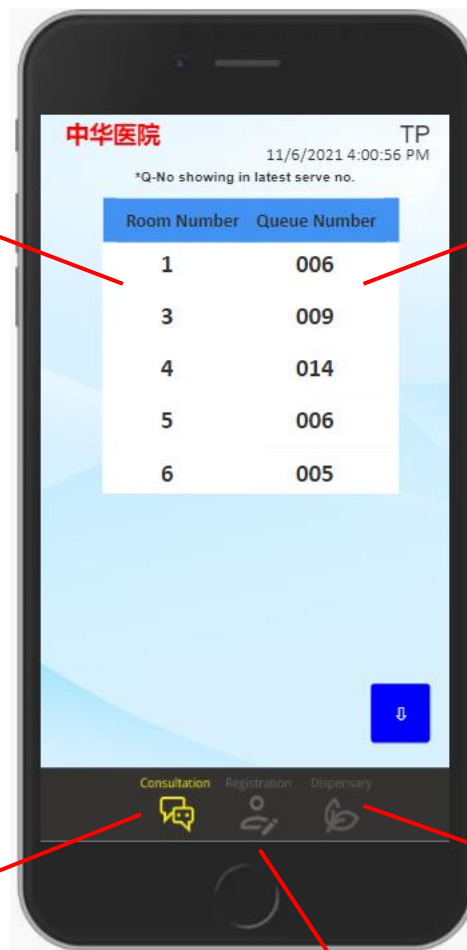 中华医院
TP
11/6/2021 4:00:56 PM
*Q-No showing in latest serve no.
Room Number Queue Number
1 006
3 009
4 014
5 006
6 005
⇩
Consultation Registration Dispensary